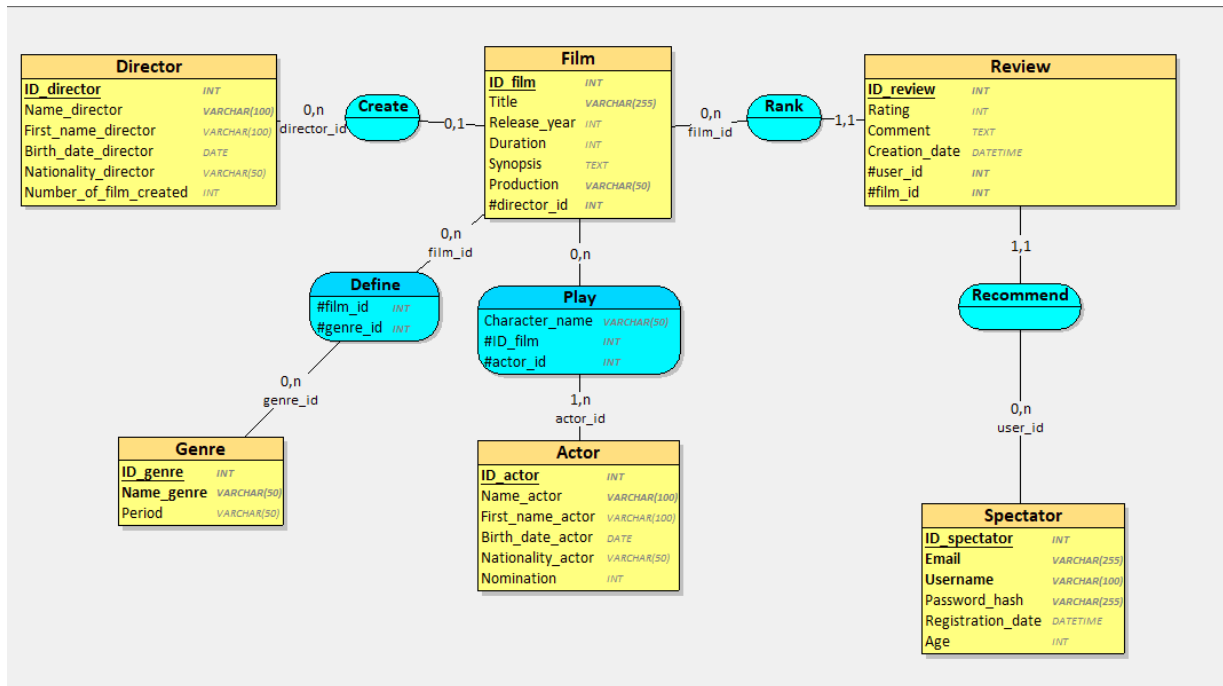 Director
ID_director INT
Name_director VARCHAR(100)
First_name_director VARCHAR(100)
Birth_date_director DATE
Nationality_director VARCHAR(50)
Number_of_film_created INT
0,n
director_id
Create
0,1
Film
ID_film INT
Title VARCHAR(255)
Release_year INT
Duration INT
Synopsis TEXT
Production VARCHAR(50)
#director_id INT
0,n
film_id
Rank
1,1
Review
ID_review INT
Rating INT
Comment TEXT
Creation_date DATETIME
#user_id INT
#film_id INT
0,n
film_id
Define
#film_id INT
#genre_id INT
0,n
genre_id
Genre
ID_genre INT
Name_genre VARCHAR(50)
Period VARCHAR(50)
0,n
Play
Character_name VARCHAR(50)
#ID_film INT
#actor_id INT
1,n
actor_id
Actor
ID_actor INT
Name_actor VARCHAR(100)
First_name_actor VARCHAR(100)
Birth_date_actor DATE
Nationality_actor VARCHAR(50)
Nomination INT
1,1
Recommend
0,n
user_id
Spectator
ID_spectator INT
Email VARCHAR(255)
Username VARCHAR(100)
Password_hash VARCHAR(255)
Registration_date DATETIME
Age INT